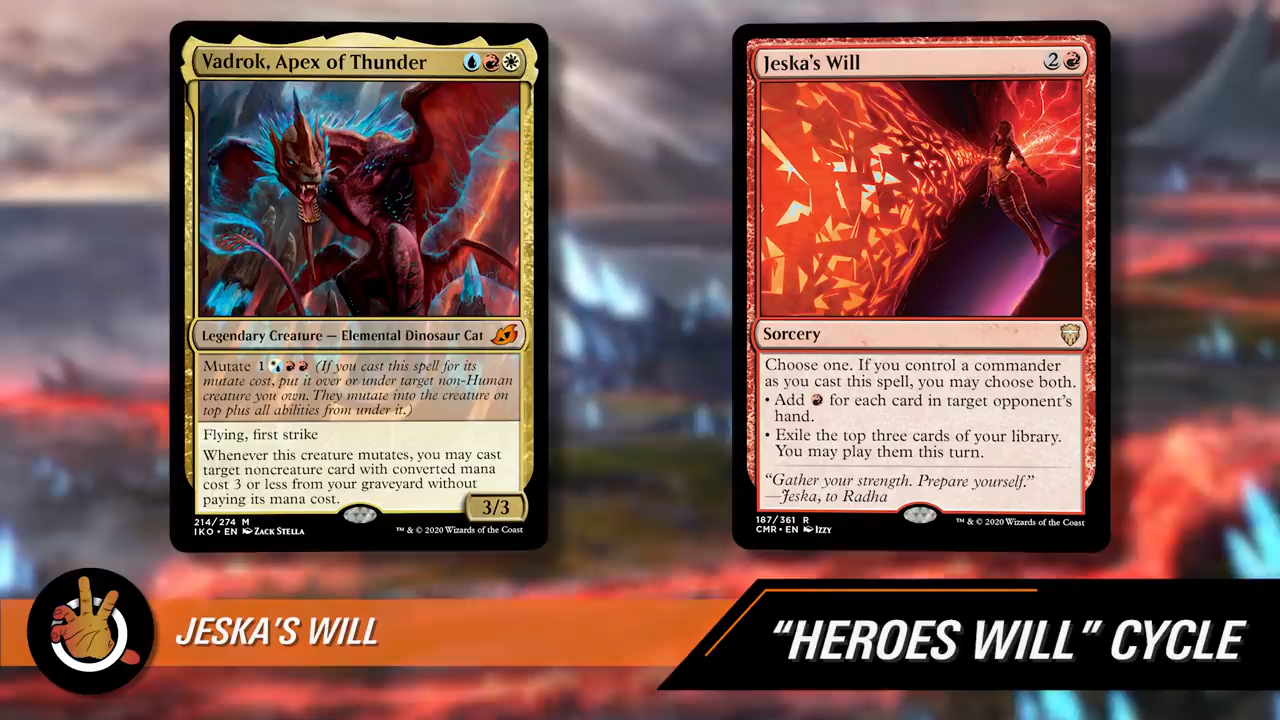 Vadrok, Apex of Thunder
Legendary Creature — Elemental Dinosaur Cat
Mutate 1 (If you cast this spell for its
mutate cost, put it over or under target non-Human
creature you own. They mutate into the creature on
top plus all abilities from under it.)
Flying, first strike
Whenever this creature mutates, you may cast
target noncreature card with converted mana
cost 3 or less from your graveyard without
paying its mana cost.
3/3
214/274 M
IKO • EN ZACK STELLA
™ & © 2020 Wizards of the Coast
Jeska's Will 2
Sorcery
Choose one. If you control a commander
as you cast this spell, you may choose both.
• Add for each card in target opponent's
hand.
• Exile the top three cards of your library.
You may play them this turn.
"Gather your strength. Prepare yourself."
—Jeska, to Radha
187/361 R
CMR • EN IZZY
™ & © 2020 Wizards of the Coast
JESKA'S WILL
"HEROES WILL" CYCLE